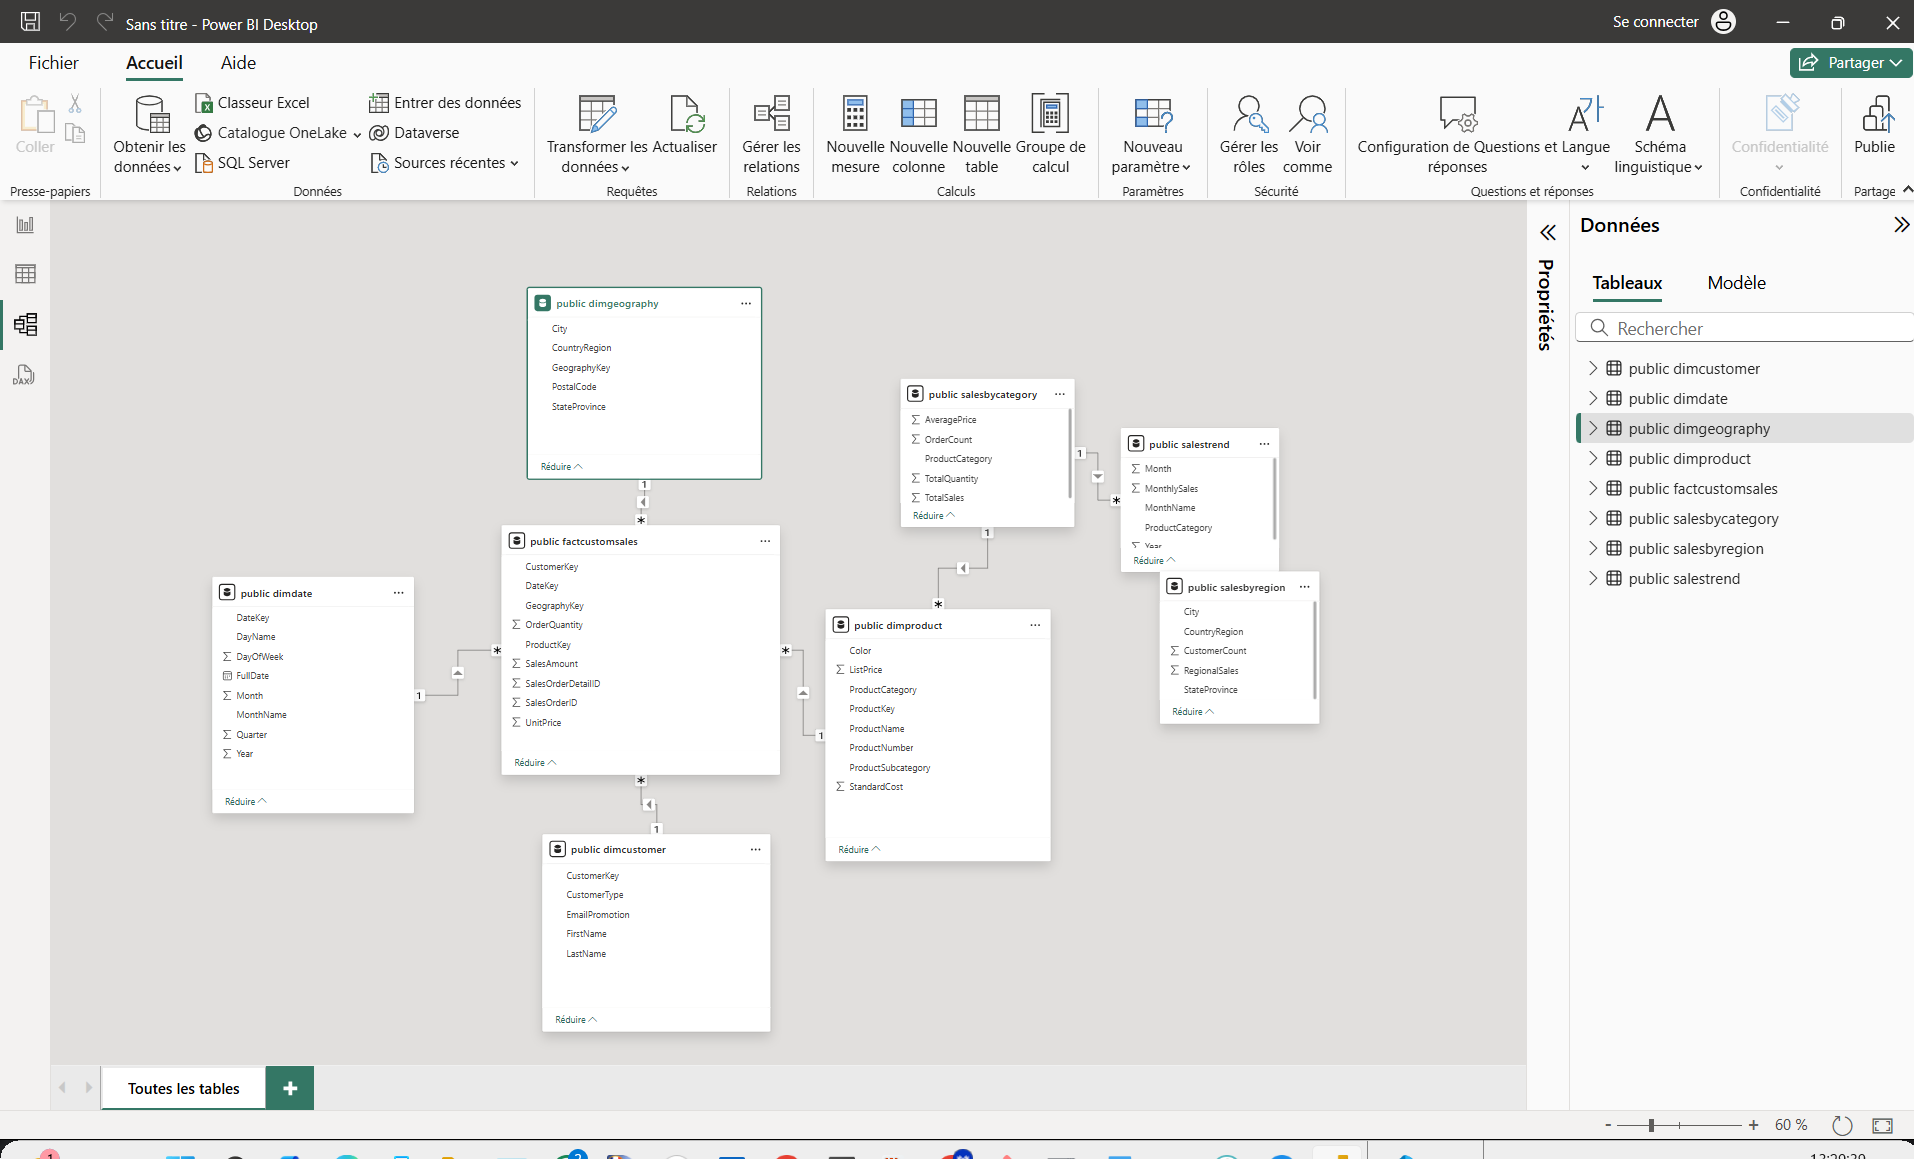 Sans titre - Power BI Desktop
Se connecter
Fichier
Accueil
Aide
Partager
Coller
Presse-papiers
Obtenir les données
Classeur Excel
Catalogue OneLake
SQL Server
Entrer des données
Dataverse
Sources récentes
Données
Transformer les données
Actualiser
Requêtes
Gérer les relations
Relations
Nouvelle mesure
Nouvelle colonne
Nouvelle table
Groupe de calcul
Calculs
Nouveau paramètre
Paramètres
Gérer les rôles
Voir comme
Sécurité
Configuration de Questions et réponses
Langue
Schéma linguistique
Questions et réponses
Confidentialité
Confidentialité
Publie
Partage
DAX
public dimgeography
City
CountryRegion
GeographyKey
PostalCode
StateProvince
Réduire
1
*
public salesbycategory
AveragePrice
OrderCount
ProductCategory
TotalQuantity
TotalSales
Réduire
1
*
1
*
public salestrend
Month
MonthlySales
MonthName
ProductCategory
Year
Réduire
public salesbyregion
City
CountryRegion
CustomerCount
RegionalSales
StateProvince
Réduire
public factcustomsales
CustomerKey
DateKey
GeographyKey
OrderQuantity
ProductKey
SalesAmount
SalesOrderDetailID
SalesOrderID
UnitPrice
Réduire
public dimdate
DateKey
DayName
DayOfWeek
FullDate
Month
MonthName
Quarter
Year
Réduire
1
*
*
1
public dimproduct
Color
ListPrice
ProductCategory
ProductKey
ProductName
ProductNumber
ProductSubcategory
StandardCost
Réduire
*
1
public dimcustomer
CustomerKey
CustomerType
EmailPromotion
FirstName
LastName
Réduire
Propriétés
Données
Tableaux
Modèle
Rechercher
public dimcustomer
public dimdate
public dimgeography
public dimproduct
public factcustomsales
public salesbycategory
public salesbyregion
public salestrend
Toutes les tables
+
- + 60 %